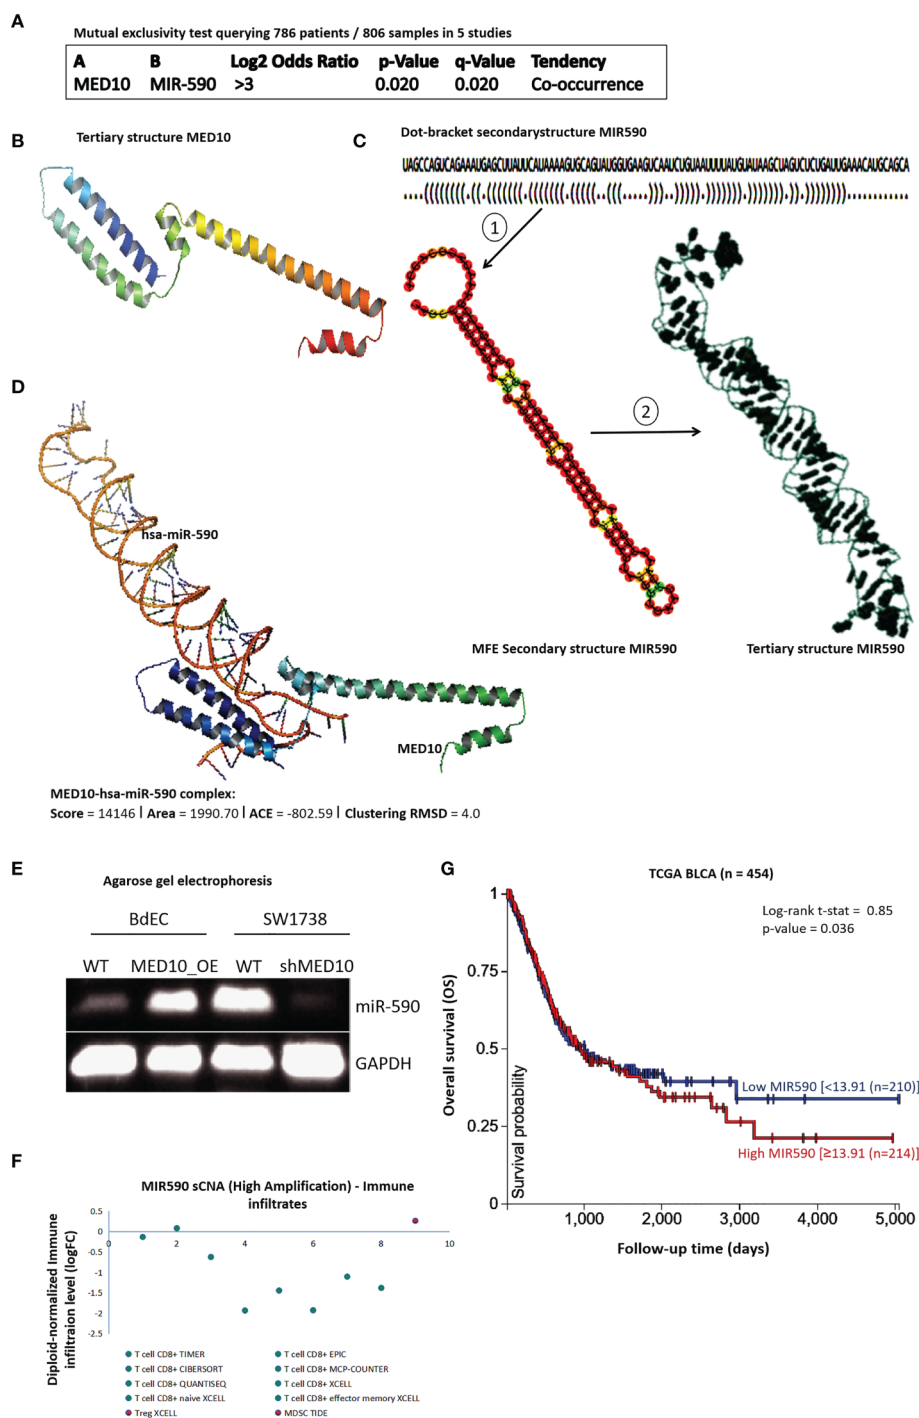 A
Mutual exclusivity test querying 786 patients / 806 samples in 5 studies
A B Log2 Odds Ratio p-Value q-Value Tendency
MED10 MIR-590 >3 0.020 0.020 Co-occurrence
B
Tertiary structure MED10
C
Dot-bracket secondarystructure MIR590
1
2
MFE Secondary structure MIR590
Tertiary structure MIR590
D
hsa-miR-590
MED10
MED10-hsa-miR-590 complex:
Score = 14146 | Area = 1990.70 | ACE = -802.59 | Clustering RMSD = 4.0
E
Agarose gel electrophoresis
BdEC SW1738
WT MED10_OE WT shMED10
miR-590
GAPDH
F
MIR590 sCNA (High Amplification) - Immune
infiltrates
Diploid-normalized Immune
infiltraion level (logFC)
0.5
0
-0.5
-1
-1.5
-2
-2.5
0 2 4 6 8 10
T cell CD8+ TIMER
T cell CD8+ EPIC
T cell CD8+ CIBERSORT
T cell CD8+ MCP-COUNTER
T cell CD8+ QUANTISEQ
T cell CD8+ XCELL
T cell CD8+ naive XCELL
T cell CD8+ effector memory XCELL
Treg XCELL
MDSC TIDE
G
TCGA BLCA (n = 454)
Log-rank t-stat = 0.85
p-value = 0.036
Overall survival (OS)
Survival probability
1
0.75
0.5
0.25
0
Low MIR590 [<13.91 (n=210)]
High MIR590 [≥13.91 (n=214)]
0 1,000 2,000 3,000 4,000 5,000
Follow-up time (days)